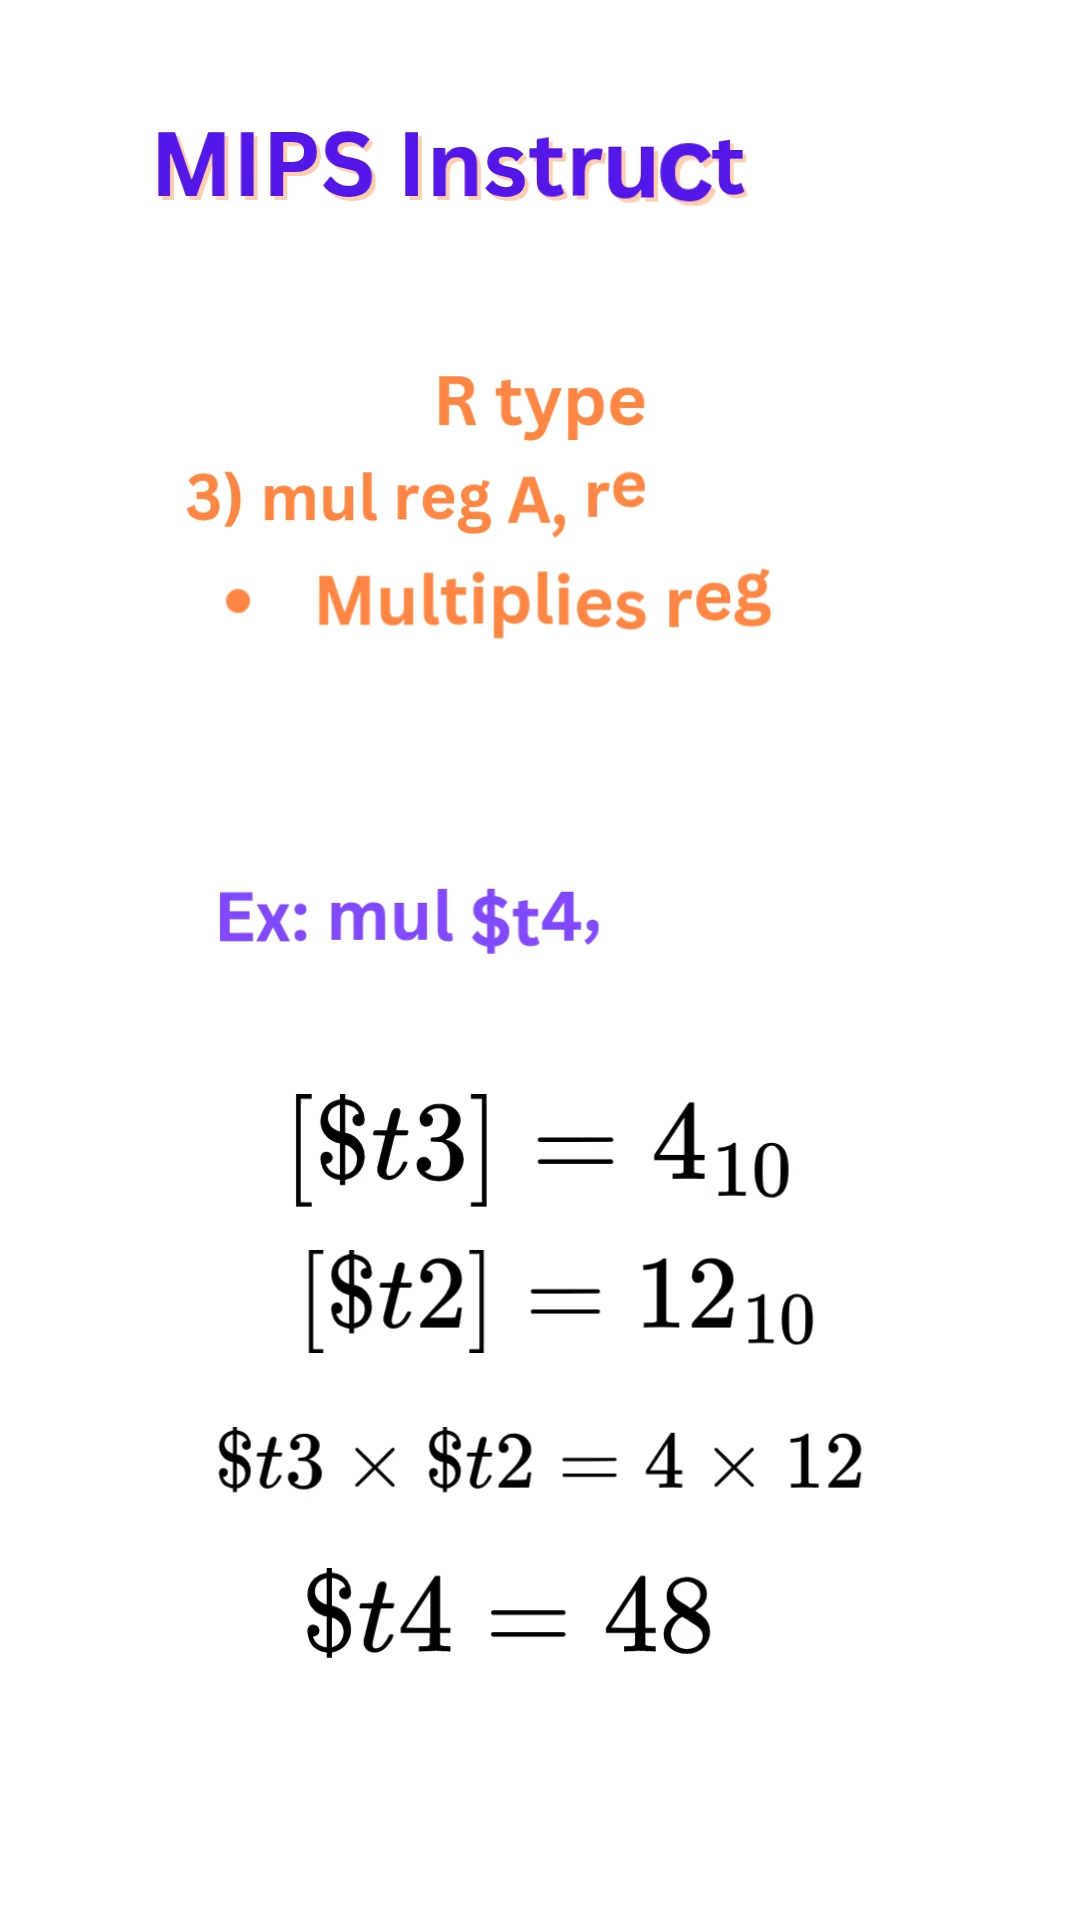 MIPS Instruct
R type
3) mul reg A, re
• Multiplies reg
Ex: mul $t4,
[$t3] = 4₁₀
[$t2] = 12₁₀
$t3 × $t2 = 4 × 12
$t4 = 48